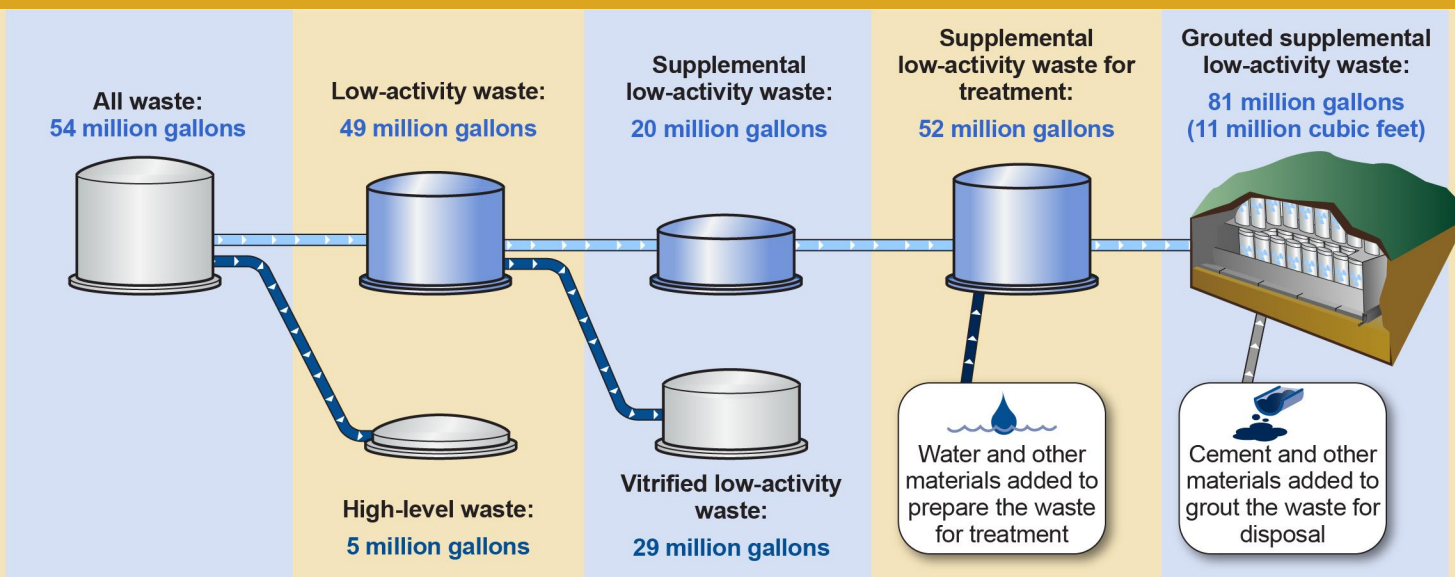 All waste:
54 million gallons
Low-activity waste:
49 million gallons
High-level waste:
5 million gallons
Supplemental
low-activity waste:
20 million gallons
Vitrified low-activity
waste:
29 million gallons
Supplemental
low-activity waste for
treatment:
52 million gallons
Water and other
materials added to
prepare the waste
for treatment
Grouted supplemental
low-activity waste:
81 million gallons
(11 million cubic feet)
Cement and other
materials added to
grout the waste for
disposal